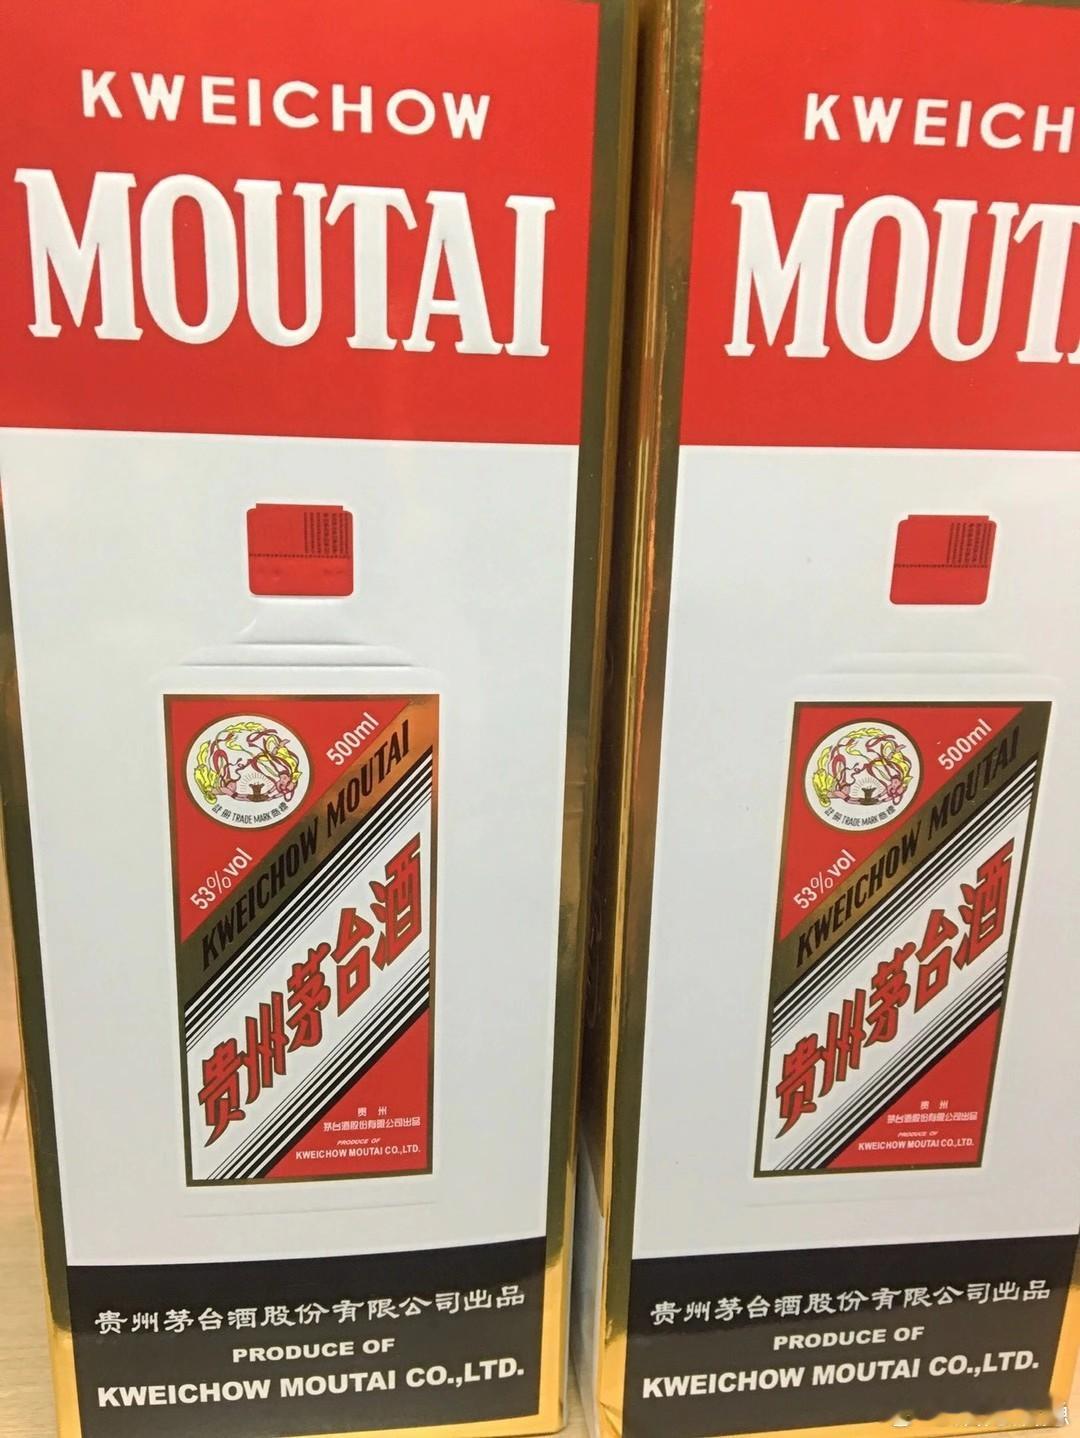 KWEICHOW
MOUTAI
500ml
53%vol
TRADE MARK
KWEICHOW MOUTAI
贵州茅台酒
贵州
茅台酒股份有限公司出品
PRODUCE OF
KWEICHOW MOUTAI CO.,LTD.
贵州茅台酒股份有限公司出品
PRODUCE OF
KWEICHOW MOUTAI CO.,LTD.
KWEICH
MOUT
500ml
53%vol
TRADE MARK
KWEICHOW MOUTAI
贵州茅台酒
贵州
茅台酒股份有限公司出品
PRODUCE OF
KWEICHOW MOUTAI CO.,LTD.
贵州茅台酒股份有限公司出品
PRODUCE OF
KWEICHOW MOUTAI CO.,LTD.